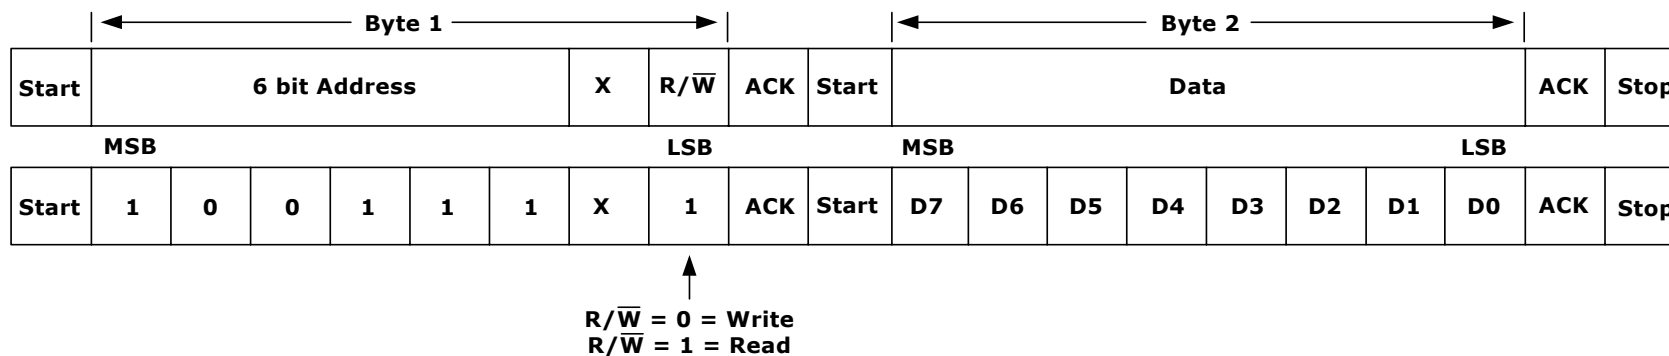 Byte 1 Byte 2
Start 6 bit Address X R/W̅ ACK Start Data ACK Stop
MSB LSB MSB LSB
Start 1 0 0 1 1 1 X 1 ACK Start D7 D6 D5 D4 D3 D2 D1 D0 ACK Stop
R/W̅ = 0 = Write
R/W̅ = 1 = Read